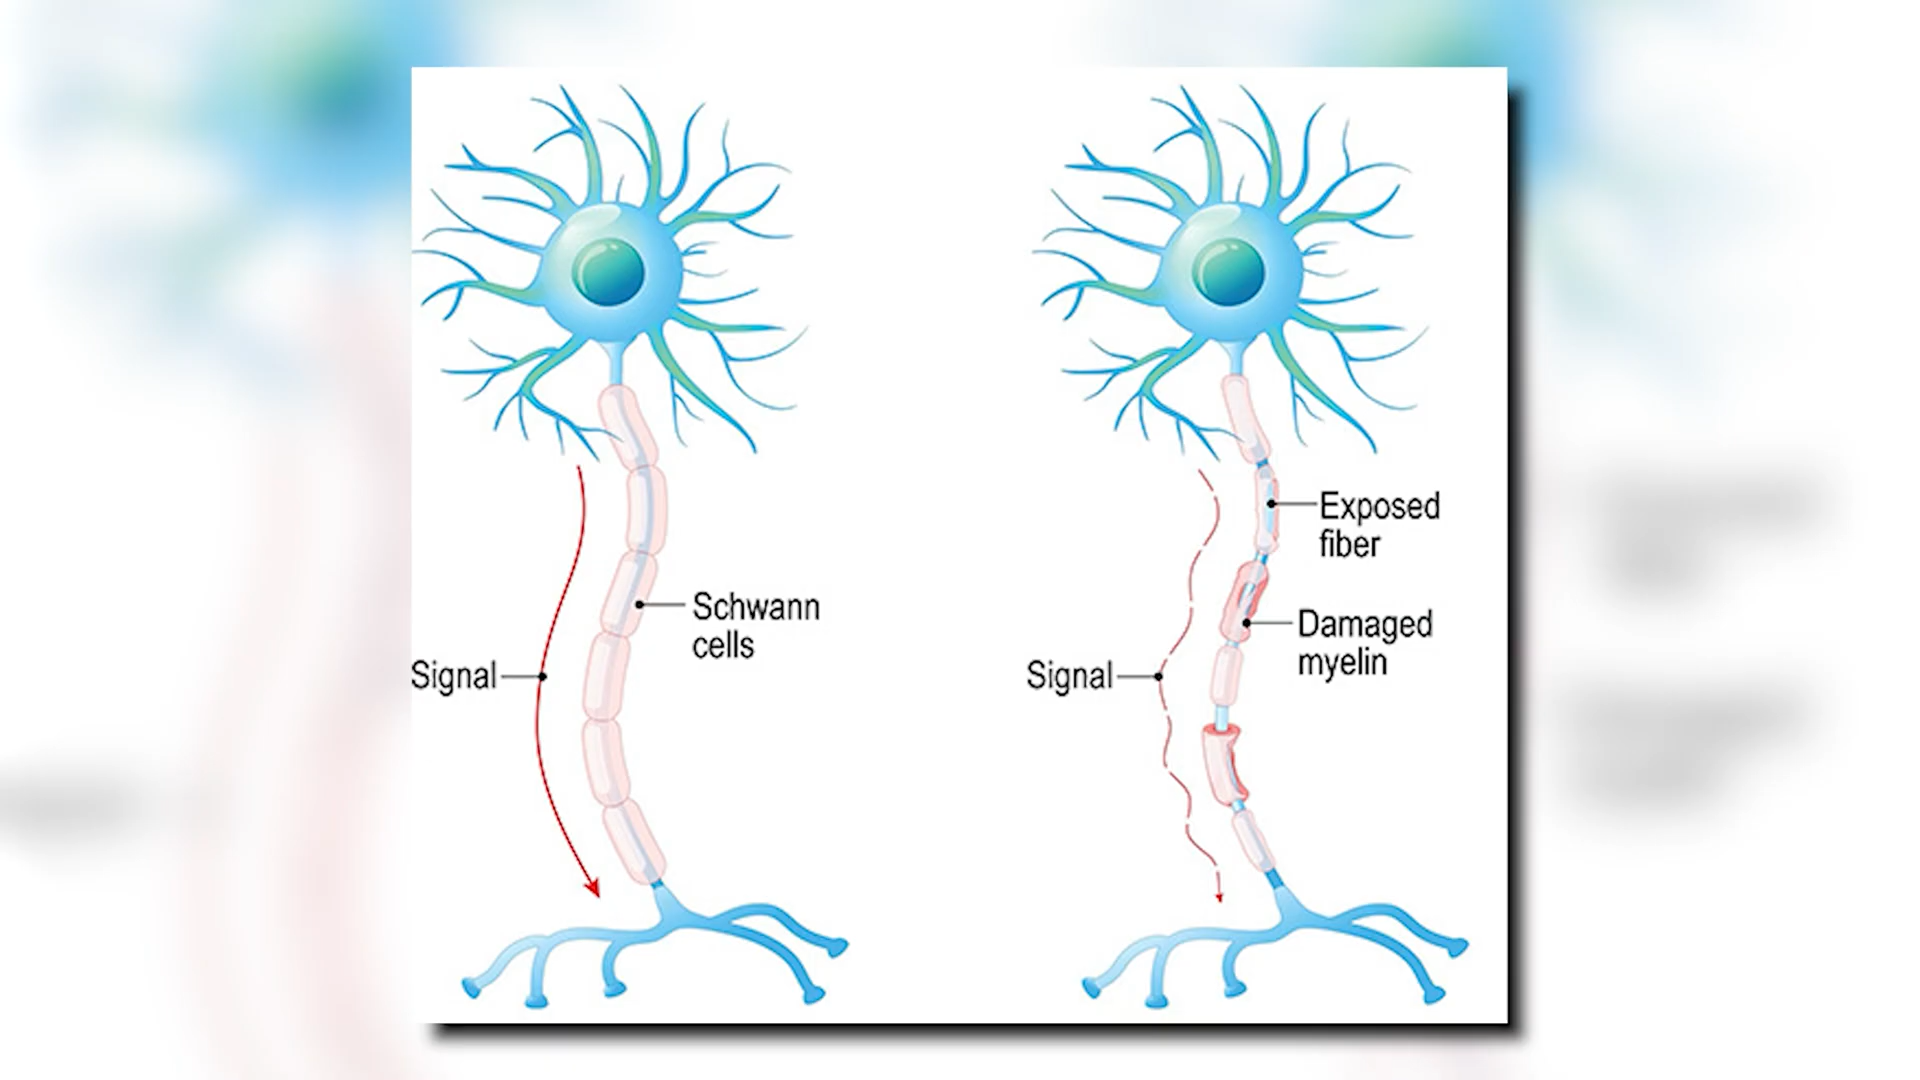 Signal
Schwann
cells
Signal
Exposed
fiber
Damaged
myelin